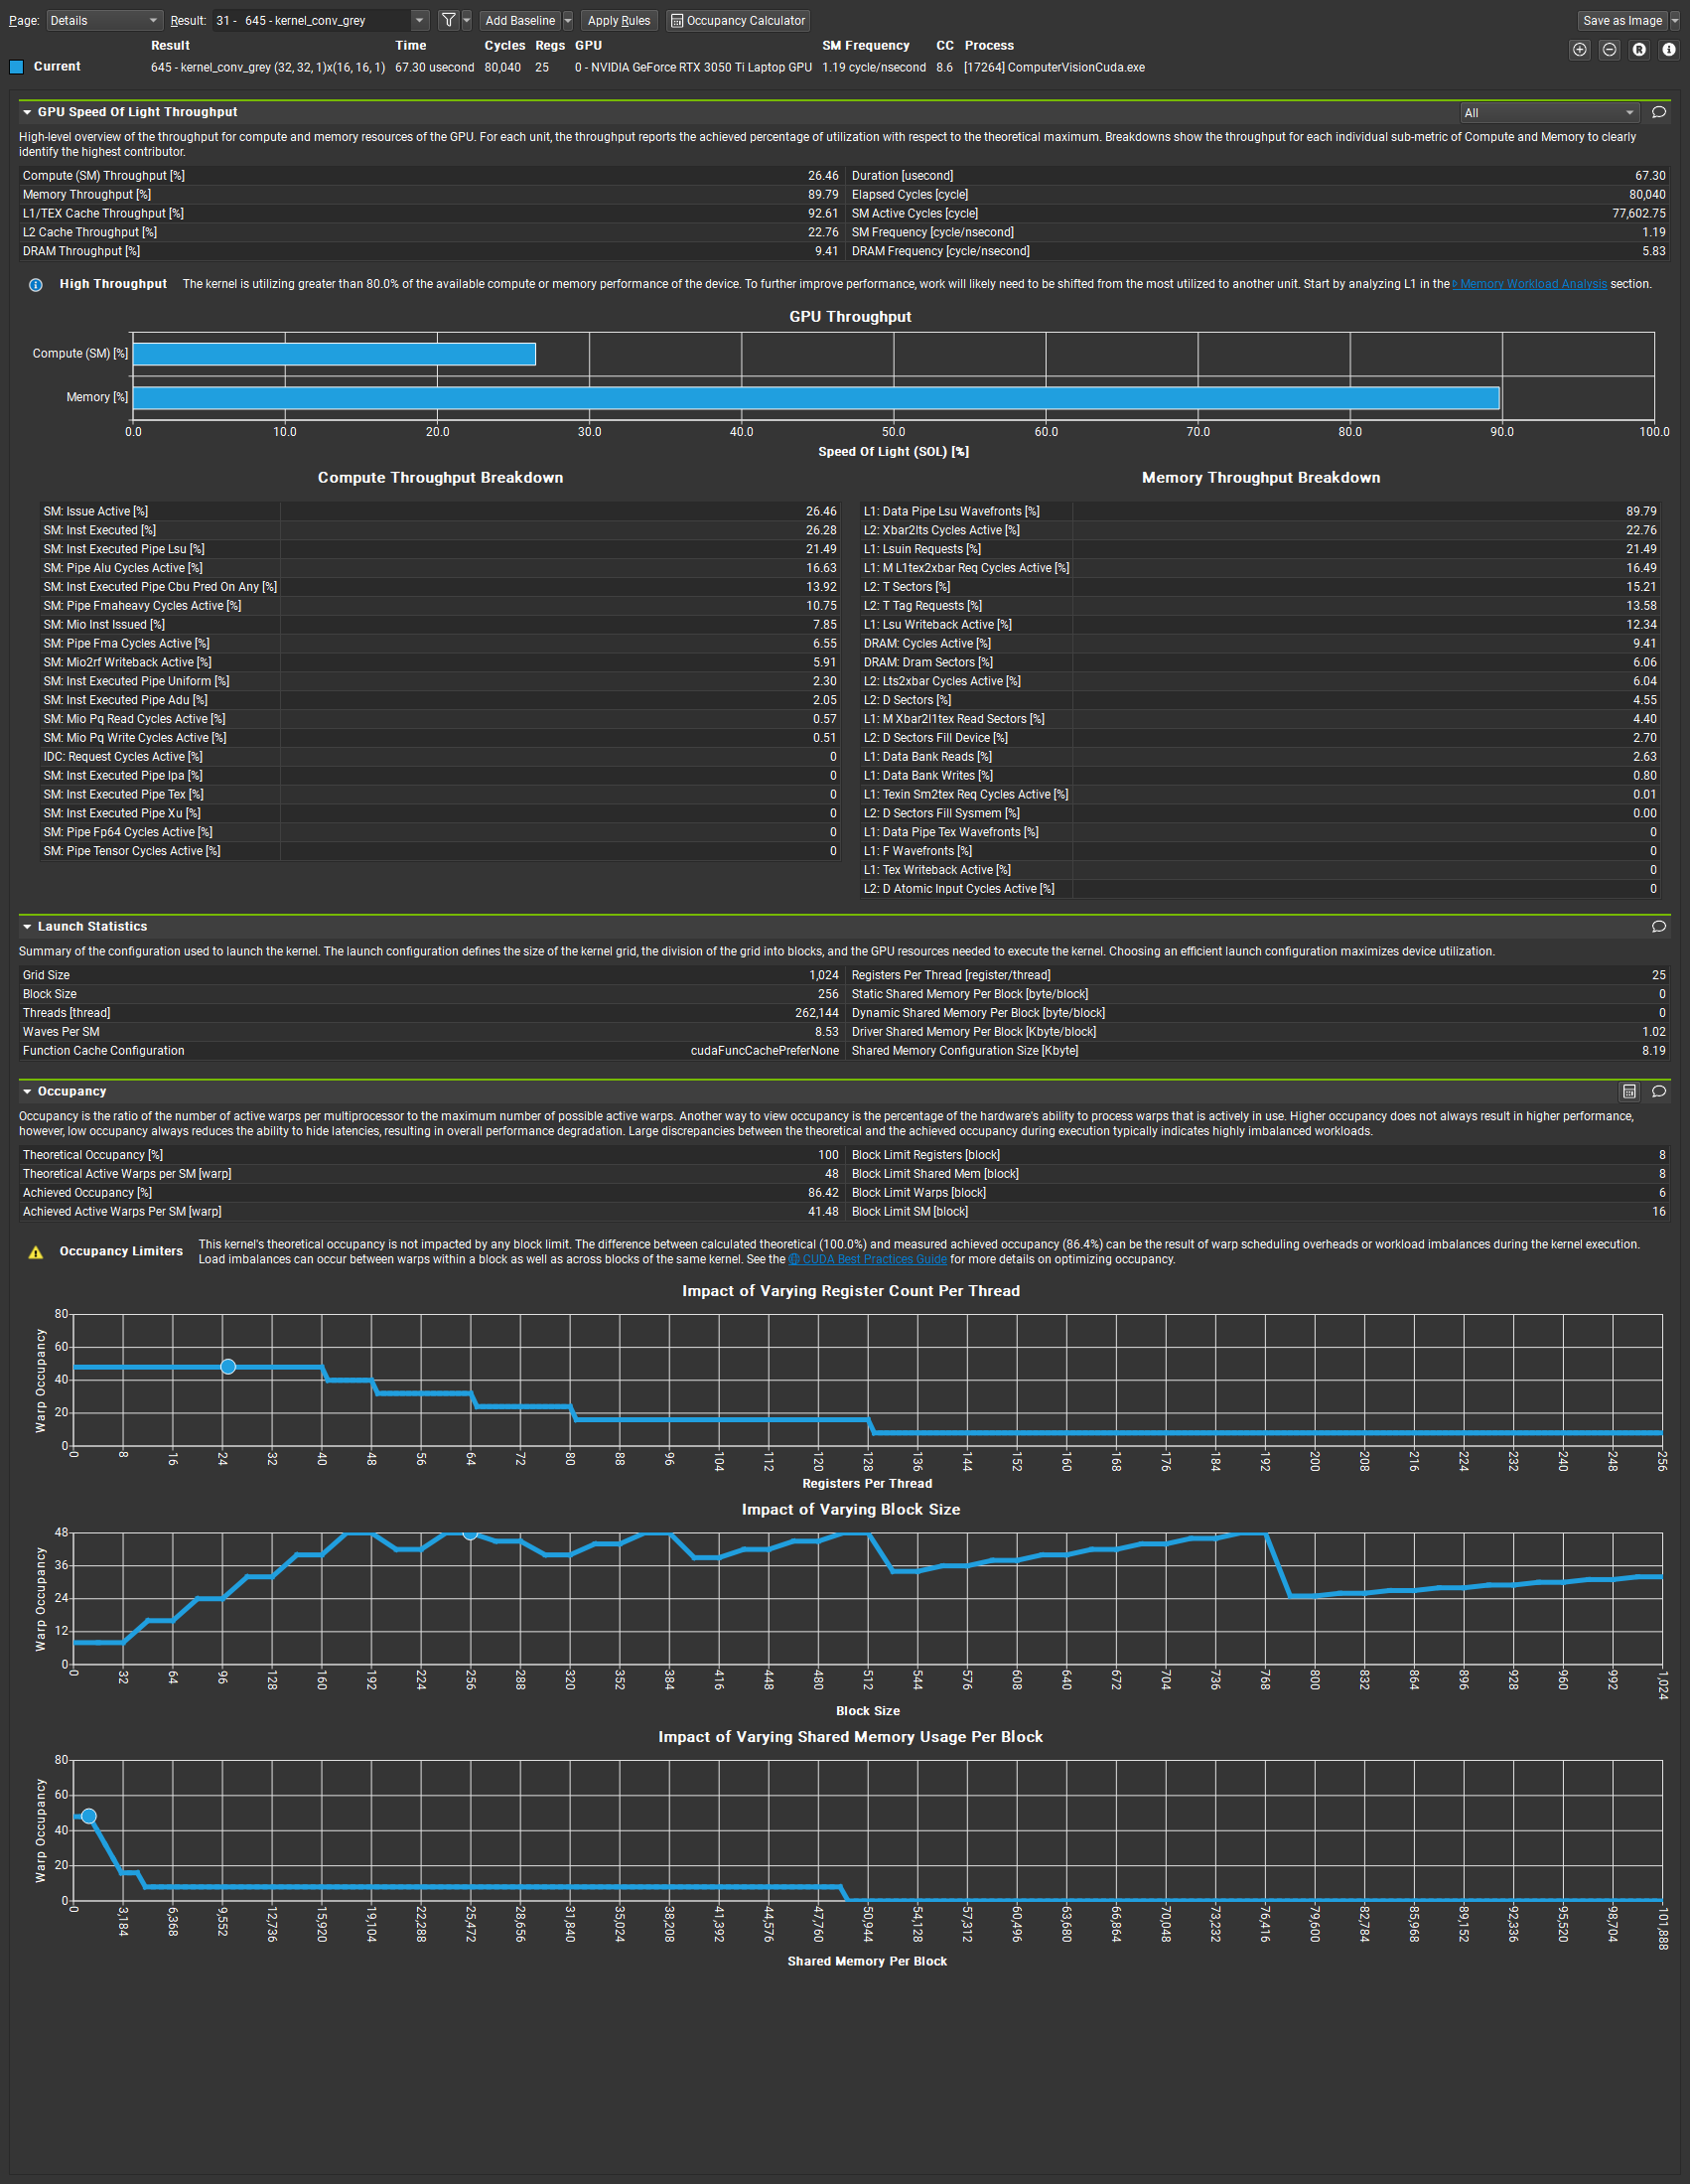 Page: Details Result: 31 - 645 - kernel_conv_grey Add Baseline Apply Rules Occupancy Calculator Save as Image
Result Time Cycles Regs GPU SM Frequency CC Process
Current 645 - kernel_conv_grey (32, 32, 1)x(16, 16, 1) 67.30 usecond 80,040 25 0 - NVIDIA GeForce RTX 3050 Ti Laptop GPU 1.19 cycle/nsecond 8.6 [17264] ComputerVisionCuda.exe
GPU Speed Of Light Throughput All
High-level overview of the throughput for compute and memory resources of the GPU. For each unit, the throughput reports the achieved percentage of utilization with respect to the theoretical maximum. Breakdowns show the throughput for each individual sub-metric of Compute and Memory to clearly
identify the highest contributor.
Compute (SM) Throughput [%] 26.46 Duration [usecond] 67.30
Memory Throughput [%] 89.79 Elapsed Cycles [cycle] 80,040
L1/TEX Cache Throughput [%] 92.61 SM Active Cycles [cycle] 77,602.75
L2 Cache Throughput [%] 22.76 SM Frequency [cycle/nsecond] 1.19
DRAM Throughput [%] 9.41 DRAM Frequency [cycle/nsecond] 5.83
High Throughput The kernel is utilizing greater than 80.0% of the available compute or memory performance of the device. To further improve performance, work will likely need to be shifted from the most utilized to another unit. Start by analyzing L1 in the Memory Workload Analysis section.
GPU Throughput
Compute (SM) [%]
Memory [%]
0.0 10.0 20.0 30.0 40.0 50.0 60.0 70.0 80.0 90.0 100.0
Speed Of Light (SOL) [%]
Compute Throughput Breakdown
SM: Issue Active [%] 26.46
SM: Inst Executed [%] 26.28
SM: Inst Executed Pipe Lsu [%] 21.49
SM: Pipe Alu Cycles Active [%] 16.63
SM: Inst Executed Pipe Cbu Pred On Any [%] 13.92
SM: Pipe Fmaheavy Cycles Active [%] 10.75
SM: Mio Inst Issued [%] 7.85
SM: Pipe Fma Cycles Active [%] 6.55
SM: Mio2rf Writeback Active [%] 5.91
SM: Inst Executed Pipe Uniform [%] 2.30
SM: Inst Executed Pipe Adu [%] 2.05
SM: Mio Pq Read Cycles Active [%] 0.57
SM: Mio Pq Write Cycles Active [%] 0.51
IDC: Request Cycles Active [%] 0
SM: Inst Executed Pipe Ipa [%] 0
SM: Inst Executed Pipe Tex [%] 0
SM: Inst Executed Pipe Xu [%] 0
SM: Pipe Fp64 Cycles Active [%] 0
SM: Pipe Tensor Cycles Active [%] 0
Memory Throughput Breakdown
L1: Data Pipe Lsu Wavefronts [%] 89.79
L2: Xbar2lts Cycles Active [%] 22.76
L1: Lsuin Requests [%] 21.49
L1: M L1tex2xbar Req Cycles Active [%] 16.49
L2: T Sectors [%] 15.21
L2: T Tag Requests [%] 13.58
L1: Lsu Writeback Active [%] 12.34
DRAM: Cycles Active [%] 9.41
DRAM: Dram Sectors [%] 6.06
L2: Lts2xbar Cycles Active [%] 6.04
L2: D Sectors [%] 4.55
L1: M Xbar2l1tex Read Sectors [%] 4.40
L2: D Sectors Fill Device [%] 2.70
L1: Data Bank Reads [%] 2.63
L1: Data Bank Writes [%] 0.80
L1: Texin Sm2tex Req Cycles Active [%] 0.01
L2: D Sectors Fill Sysmem [%] 0.00
L1: Data Pipe Tex Wavefronts [%] 0
L1: F Wavefronts [%] 0
L1: Tex Writeback Active [%] 0
L2: D Atomic Input Cycles Active [%] 0
Launch Statistics
Summary of the configuration used to launch the kernel. The launch configuration defines the size of the kernel grid, the division of the grid into blocks, and the GPU resources needed to execute the kernel. Choosing an efficient launch configuration maximizes device utilization.
Grid Size 1,024 Registers Per Thread [register/thread] 25
Block Size 256 Static Shared Memory Per Block [byte/block] 0
Threads [thread] 262,144 Dynamic Shared Memory Per Block [byte/block] 0
Waves Per SM 8.53 Driver Shared Memory Per Block [Kbyte/block] 1.02
Function Cache Configuration cudaFuncCachePreferNone Shared Memory Configuration Size [Kbyte] 8.19
Occupancy
Occupancy is the ratio of the number of active warps per multiprocessor to the maximum number of possible active warps. Another way to view occupancy is the percentage of the hardware's ability to process warps that is actively in use. Higher occupancy does not always result in higher performance,
however, low occupancy always reduces the ability to hide latencies, resulting in overall performance degradation. Large discrepancies between the theoretical and the achieved occupancy during execution typically indicates highly imbalanced workloads.
Theoretical Occupancy [%] 100 Block Limit Registers [block] 8
Theoretical Active Warps per SM [warp] 48 Block Limit Shared Mem [block] 8
Achieved Occupancy [%] 86.42 Block Limit Warps [block] 6
Achieved Active Warps Per SM [warp] 41.48 Block Limit SM [block] 16
Occupancy Limiters This kernel's theoretical occupancy is not impacted by any block limit. The difference between calculated theoretical (100.0%) and measured achieved occupancy (86.4%) can be the result of warp scheduling overheads or workload imbalances during the kernel execution.
Load imbalances can occur between warps within a block as well as across blocks of the same kernel. See the CUDA Best Practices Guide for more details on optimizing occupancy.
Impact of Varying Register Count Per Thread
Warp Occupancy
80
60
40
20
0
0 8 16 24 32 40 48 56 64 72 80 88 96 104 112 120 128 136 144 152 160 168 176 184 192 200 208 216 224 232 240 248 256
Registers Per Thread
Impact of Varying Block Size
Warp Occupancy
48
36
24
12
0
0 32 64 96 128 160 192 224 256 288 320 352 384 416 448 480 512 544 576 608 640 672 704 736 768 800 832 864 896 928 960 992 1,024
Block Size
Impact of Varying Shared Memory Usage Per Block
Warp Occupancy
80
60
40
20
0
0 3,184 6,368 9,552 12,736 15,920 19,104 22,288 25,472 28,656 31,840 35,024 38,208 41,392 44,576 47,760 50,944 54,128 57,312 60,496 63,680 66,864 70,048 73,232 76,416 79,600 82,784 85,968 89,152 92,336 95,520 98,704 101,888
Shared Memory Per Block